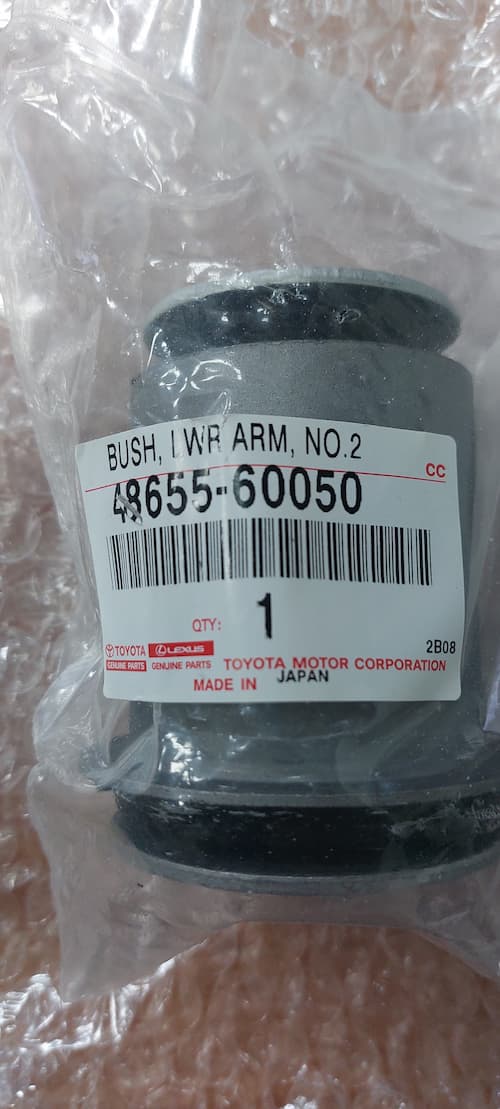 BUSH, LWR ARM, NO.2
CC
48655-60050
QTY: 1
TOYOTA LEXUS 2B08
GENUINE PARTS GENUINE PARTS TOYOTA MOTOR CORPORATION
MADE IN JAPAN